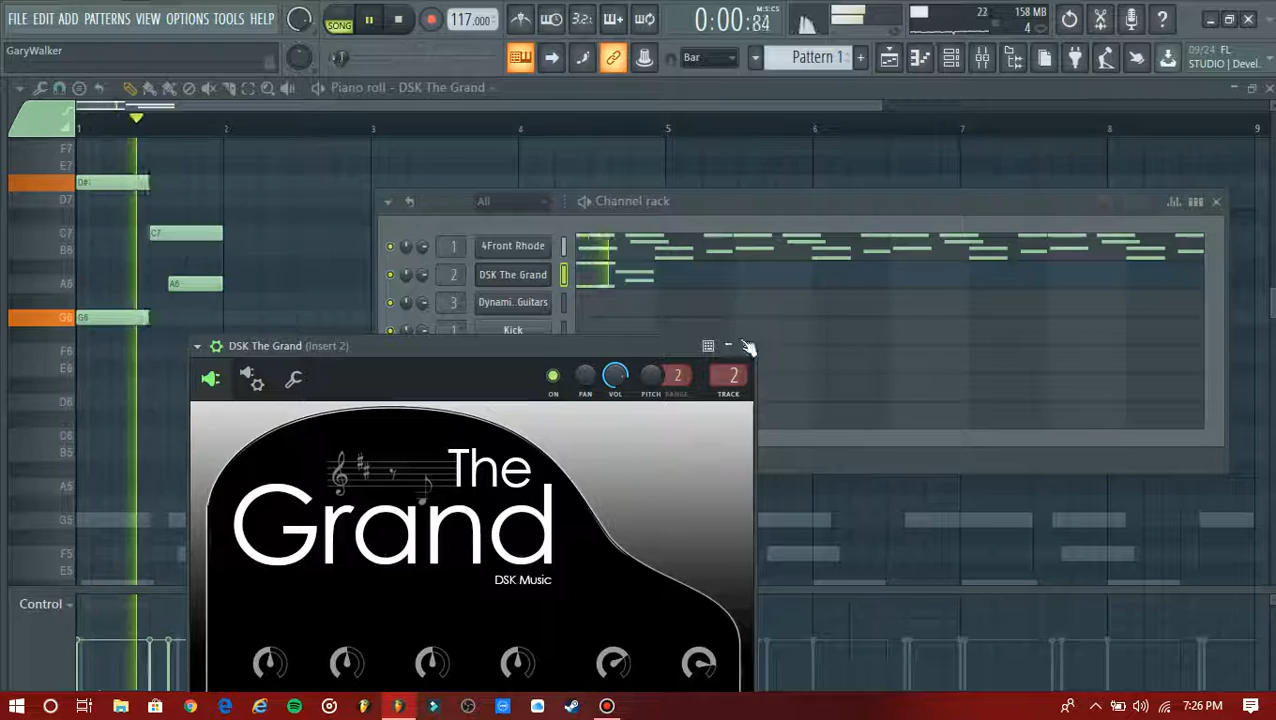 FILE EDIT ADD PATTERNS VIEW OPTIONS TOOLS HELP
SONG
117.000
3.2
0:00:84
M:S:CS
22
158 MB
4
GaryWalker
Bar
Pattern 1
09/24 FL
STUDIO | Devel..
Piano roll - DSK The Grand
1 2 3 4 5 6 7 8 9
F7
E7
D#7
D7
C7
C7
B6
A6
A6
G6
G6
F6
E6
D6
C6
B5
A5
G5
F5
E5
All
Channel rack
1 4Front Rhode
2 DSK The Grand
3 Dynami..Guitars
1 Kick
DSK The Grand (Insert 2)
2
2
ON PAN VOL PITCH RANGE TRACK
The
Grand
DSK Music
Control
7:26 PM